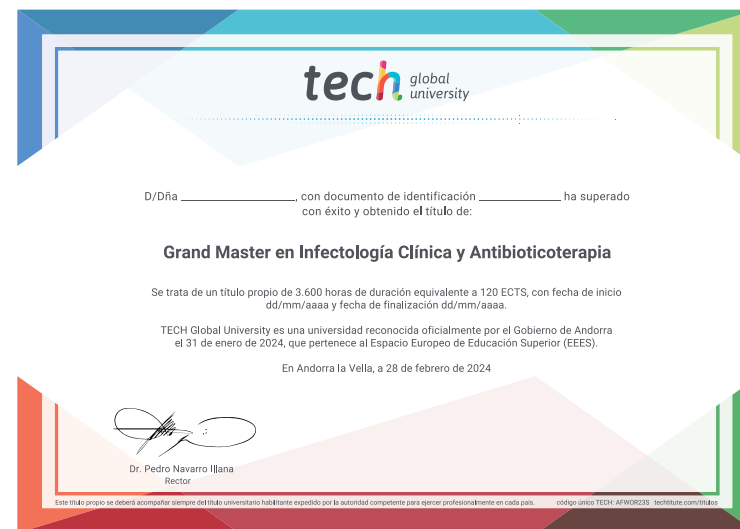 tech global university
D/Dña ____________________, con documento de identificación ______________ ha superado
con éxito y obtenido el título de:
Grand Master en Infectología Clínica y Antibioticoterapia
Se trata de un título propio de 3.600 horas de duración equivalente a 120 ECTS, con fecha de inicio
dd/mm/aaaa y fecha de finalización dd/mm/aaaa.
TECH Global University es una universidad reconocida oficialmente por el Gobierno de Andorra
el 31 de enero de 2024, que pertenece al Espacio Europeo de Educación Superior (EEES).
En Andorra la Vella, a 28 de febrero de 2024
Dr. Pedro Navarro Illana
Rector
Este título propio se deberá acompañar siempre del título universitario habilitante expedido por la autoridad competente para ejercer profesionalmente en cada país. código único TECH: AFWOR23S techtitute.com/titulos